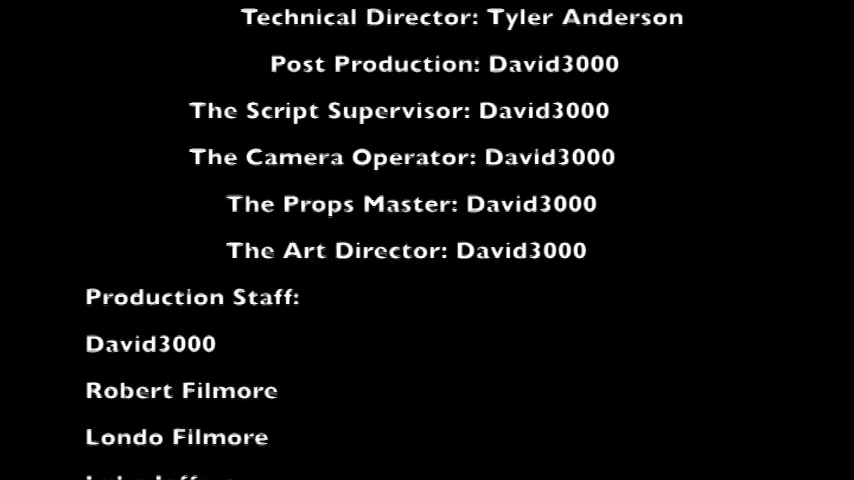 Technical Director: Tyler Anderson
Post Production: David3000
The Script Supervisor: David3000
The Camera Operator: David3000
The Props Master: David3000
The Art Director: David3000
Production Staff:
David3000
Robert Filmore
Londo Filmore